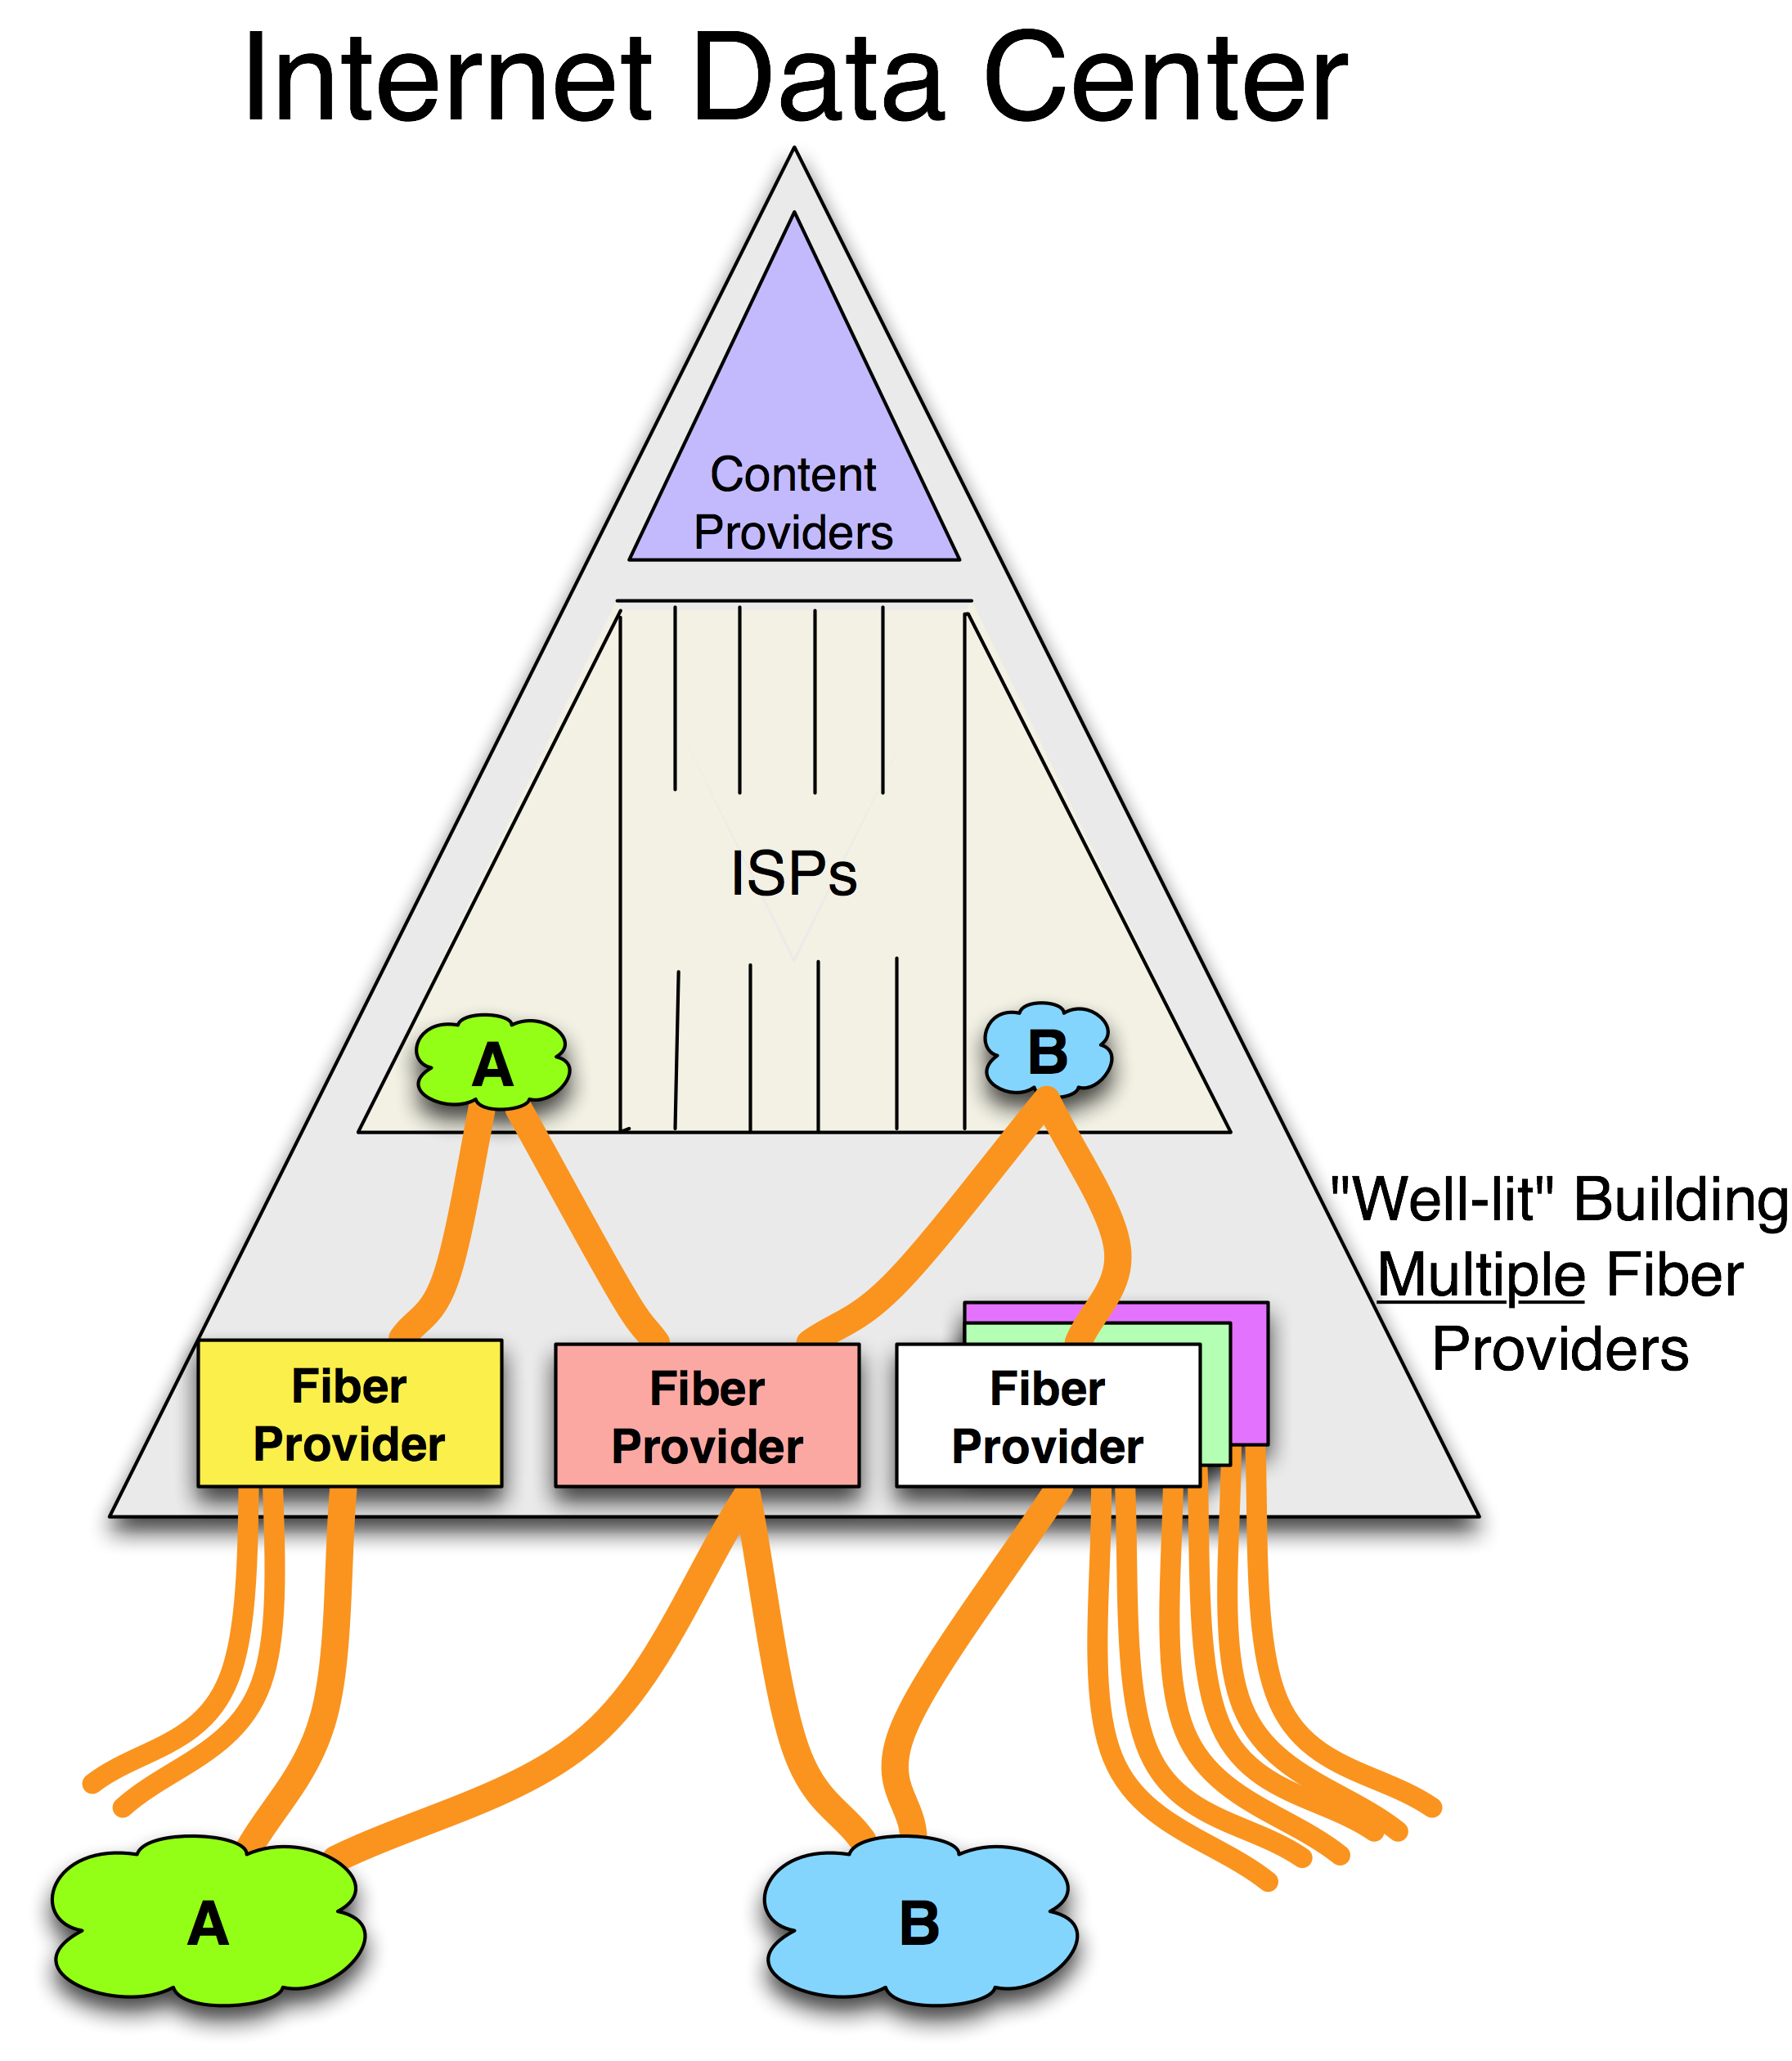 Internet Data Center
Content
Providers
ISPs
A
B
"Well-lit" Building
Multiple Fiber
Providers
Fiber
Provider
Fiber
Provider
Fiber
Provider
A
B